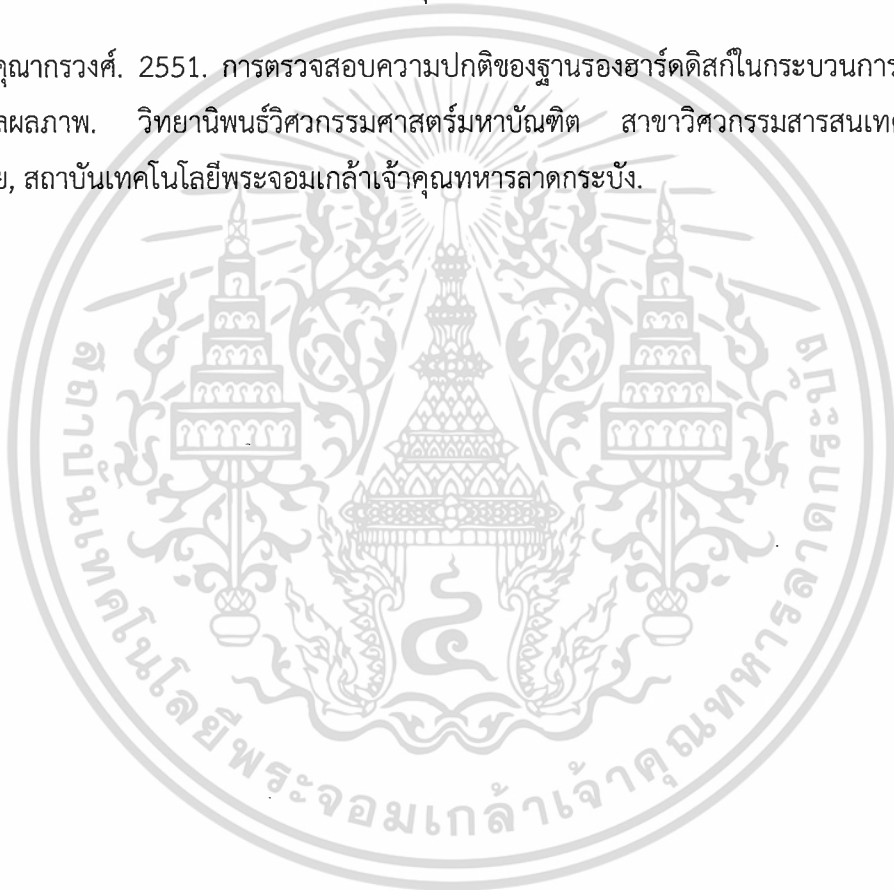 คุณากรวงศ์. 2551. การตรวจสอบความปกติของฐานรองฮาร์ดดิสก์ในกระบวนการ
ลผลภาพ. วิทยานิพนธ์วิศวกรรมศาสตร์มหาบัณฑิต สาขาวิศวกรรมสารสนเท
ย, สถาบันเทคโนโลยีพระจอมเกล้าเจ้าคุณทหารลาดกระบัง.
สถาบันเทคโนโลยีพระจอมเกล้าเจ้าคุณทหารลาดกระบัง
๔